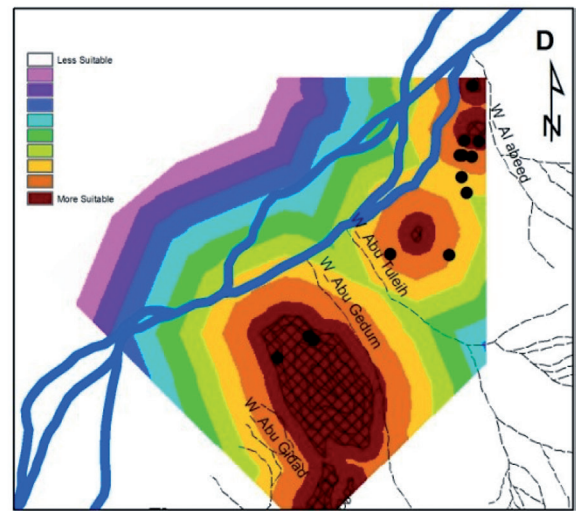 Less Suitable
More Suitable
D
N
W Al abeed
W Abu Tuleih
W Abu Gedum
W Abu Gidad